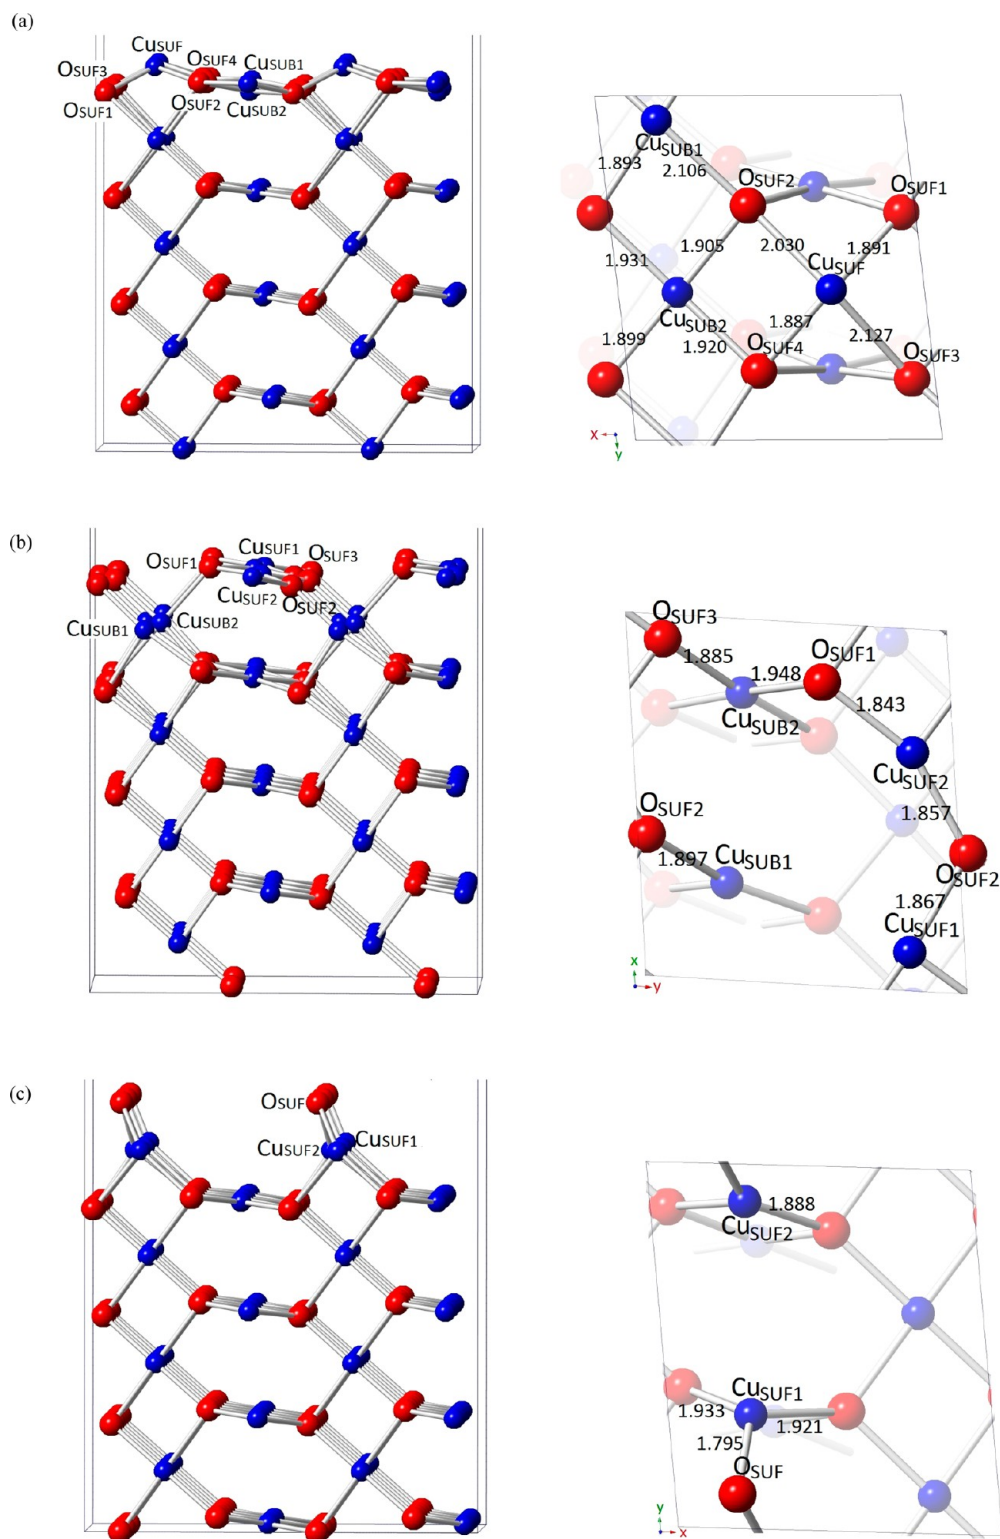 (a)
CuSUF
OSUF4
CuSUB1
OSUF3
OSUF1
OSUF2
CuSUB2
CuSUB1
1.893
2.106
OSUF2
OSUF1
1.931
1.905
2.030
1.891
CuSUF
CuSUB2
1.887
1.899
1.920
OSUF4
2.127
OSUF3
x
y
(b)
OSUF1
CuSUF1
OSUF3
CuSUF2
OSUF2
CuSUB1
CuSUB2
OSUF3
1.885
1.948
OSUF1
1.843
CuSUB2
CuSUF2
OSUF2
1.857
1.897
CuSUB1
OSUF2
1.867
CuSUF1
x
y
(c)
OSUF
CuSUF2
CuSUF1
1.888
CuSUF2
CuSUF1
1.933
1.921
1.795
OSUF
y
x